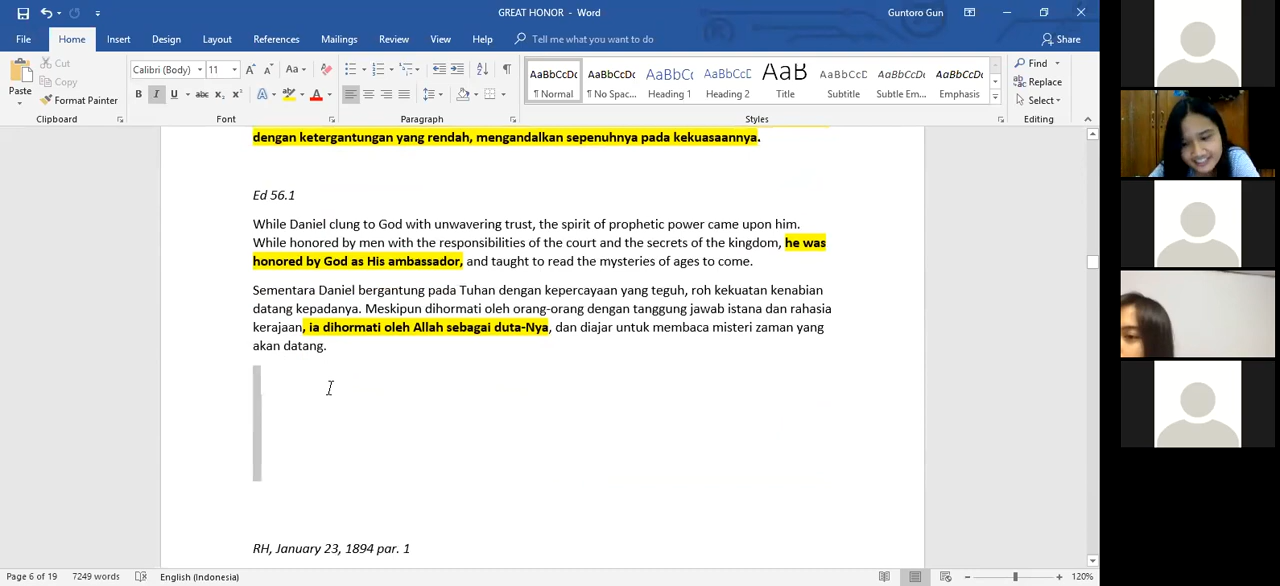 GREAT HONOR - Word
Guntoro Gun
File Home Insert Design Layout References Mailings Review View Help Tell me what you want to do Share
Paste Cut Copy Format Painter
Calibri (Body) 11
AaBbCcDc AaBbCcDc AaBbCc AaBbCcD AaB AaBbCcD AaBbCcDc AaBbCcDc
¶ Normal ¶ No Spac... Heading 1 Heading 2 Title Subtitle Subtle Em... Emphasis
Find Replace Select
Clipboard Font Paragraph Styles Editing
dengan ketergantungan yang rendah, mengandalkan sepenuhnya pada kekuasaannya.
Ed 56.1
While Daniel clung to God with unwavering trust, the spirit of prophetic power came upon him.
While honored by men with the responsibilities of the court and the secrets of the kingdom, he was
honored by God as His ambassador, and taught to read the mysteries of ages to come.
Sementara Daniel bergantung pada Tuhan dengan kepercayaan yang teguh, roh kekuatan kenabian
datang kepadanya. Meskipun dihormati oleh orang-orang dengan tanggung jawab istana dan rahasia
kerajaan, ia dihormati oleh Allah sebagai duta-Nya, dan diajar untuk membaca misteri zaman yang
akan datang.
RH, January 23, 1894 par. 1
Page 6 of 19 7249 words English (Indonesia) 120%